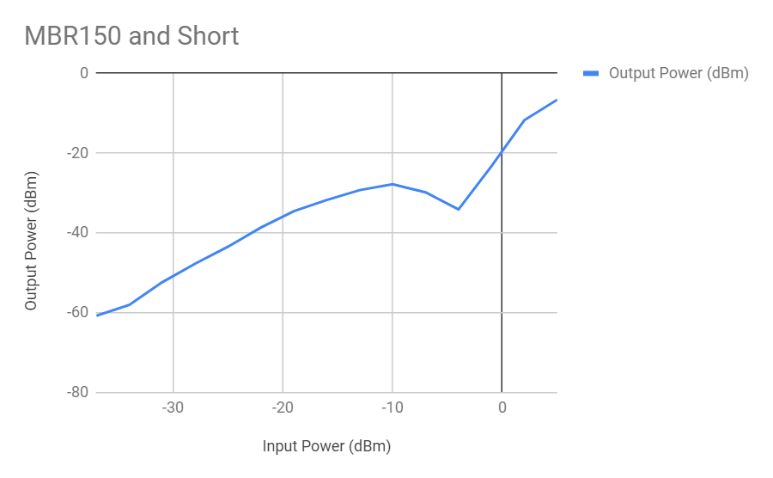 MBR150 and Short
Output Power (dBm)
Output Power (dBm)
0
-20
-40
-60
-80
-30
-20
-10
0
Input Power (dBm)